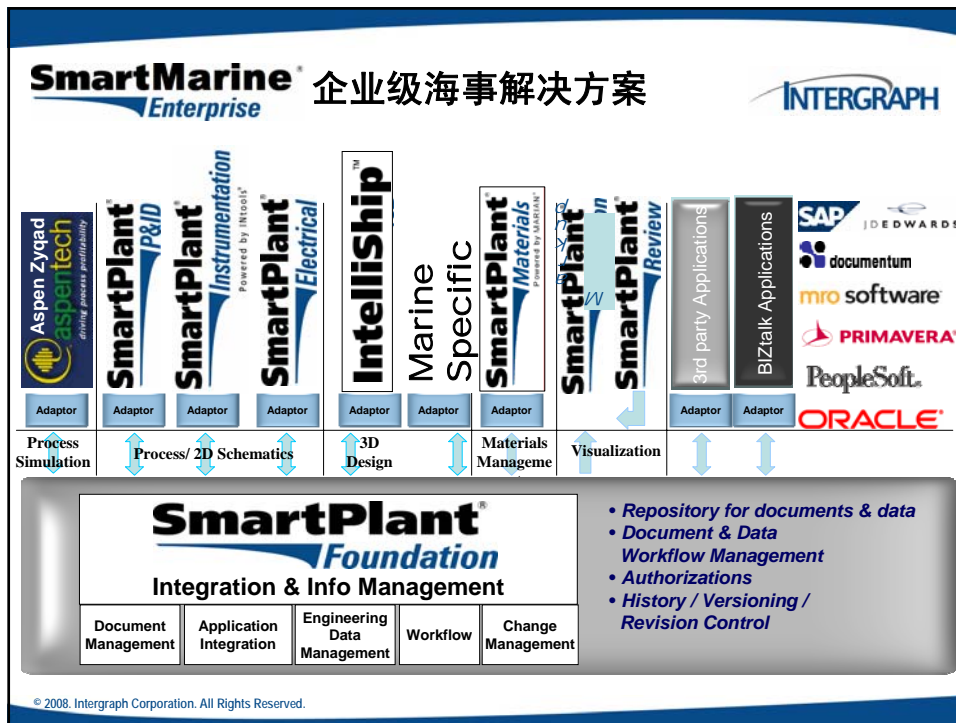 SmartMarine® 企业级海事解决方案
Enterprise
INTERGRAPH
Aspen Zyqad
aspentech
driving process profitability
SmartPlant®
P&ID
SmartPlant®
Instrumentation
Powered by INtools®
SmartPlant®
Electrical
IntelliShip™
Marine
Specific
SmartPlant®
Materials
Powered by MARIAN®
SmartPlant
SmartPlant®
Review
3rd party Applications
BIZtalk Applications
SAP
JDEDWARDS
documentum
mro software
PRIMAVERA®
PeopleSoft.
ORACLE®
Adaptor Adaptor Adaptor Adaptor Adaptor Adaptor Adaptor Adaptor Adaptor
Process
Simulation
Process/ 2D Schematics
3D
Design
Materials
Manageme
Visualization
SmartPlant®
Foundation
Integration & Info Management
Document
Management
Application
Integration
Engineering
Data
Management
Workflow
Change
Management
• Repository for documents & data
• Document & Data
Workflow Management
• Authorizations
• History / Versioning /
Revision Control
© 2008. Intergraph Corporation. All Rights Reserved.